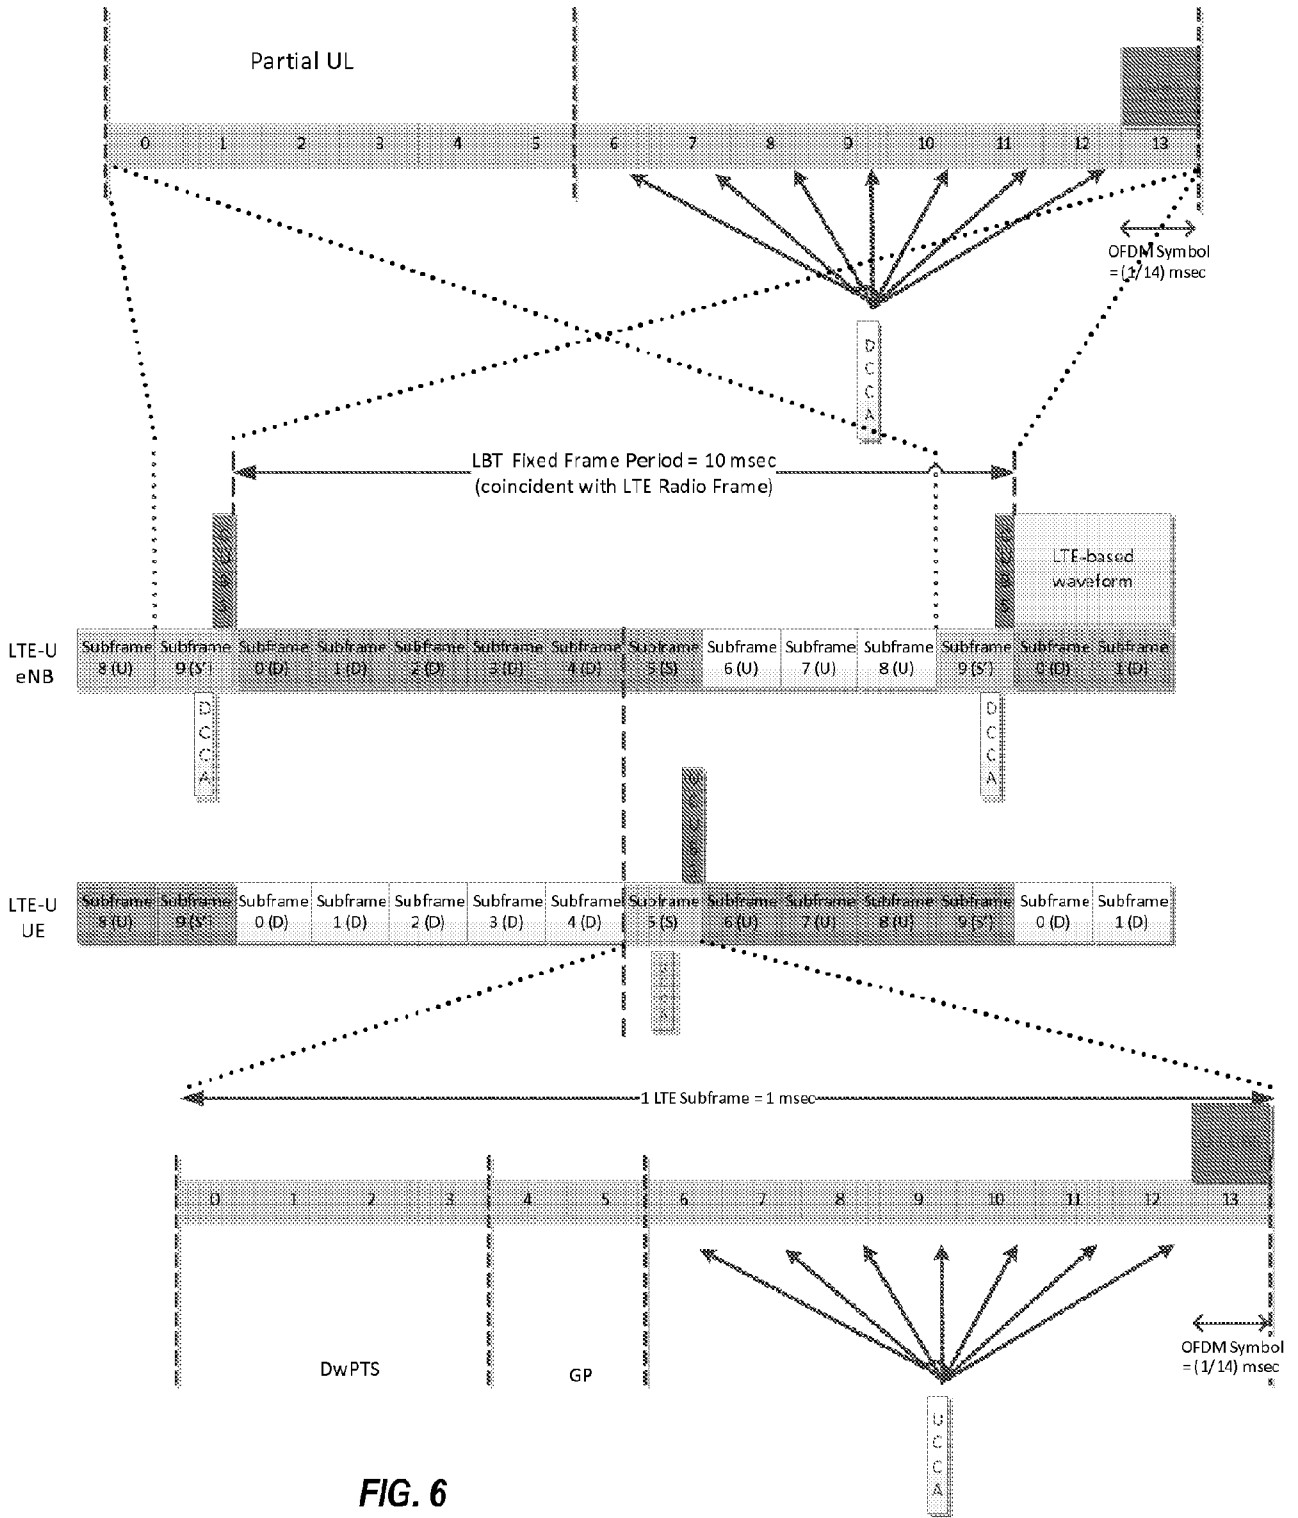 Partial UL
0 1 2 3 4 5 6 7 8 9 10 11 12 13
OFDM Symbol
= (1/14) msec
D
C
C
A
LBT Fixed Frame Period = 10 msec
(coincident with LTE Radio Frame)
LTE-based
waveform
LTE-U
eNB
Subframe Subframe Subframe Subframe Subframe Subframe Subframe Subframe Subframe Subframe Subframe Subframe Subframe Subframe
8 (U) 9 (S') 0 (D) 1 (D) 2 (D) 3 (D) 4 (D) 5 (S) 6 (U) 7 (U) 8 (U) 9 (S') 0 (D) 1 (D)
D
C
C
A
D
C
C
A
LTE-U
UE
Subframe Subframe Subframe Subframe Subframe Subframe Subframe Subframe Subframe Subframe Subframe Subframe Subframe Subframe
8 (U) 9 (S') 0 (D) 1 (D) 2 (D) 3 (D) 4 (D) 5 (S) 6 (U) 7 (U) 8 (U) 9 (S') 0 (D) 1 (D)
1 LTE Subframe = 1 msec
0 1 2 3 4 5 6 7 8 9 10 11 12 13
OFDM Symbol
= (1/14) msec
DwPTS
GP
U
C
C
A
FIG. 6